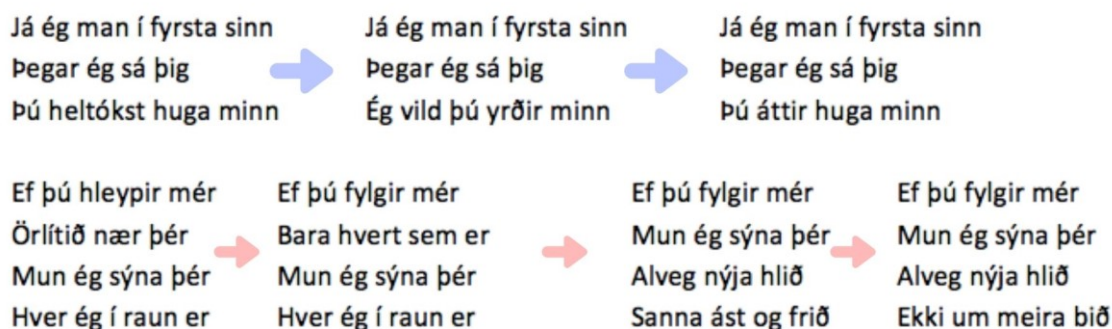 Já ég man í fyrsta sinn
Þegar ég sá þig
Þú heltókst huga minn
Já ég man í fyrsta sinn
Þegar ég sá þig
Ég vild þú yrðir minn
Já ég man í fyrsta sinn
Þegar ég sá þig
Þú áttir huga minn
Ef þú hleypir mér
Örlítið nær þér
Mun ég sýna þér
Hver ég í raun er
Ef þú fylgir mér
Bara hvert sem er
Mun ég sýna þér
Hver ég í raun er
Ef þú fylgir mér
Mun ég sýna þér
Alveg nýja hlið
Sanna ást og frið
Ef þú fylgir mér
Mun ég sýna þér
Alveg nýja hlið
Ekki um meira bið